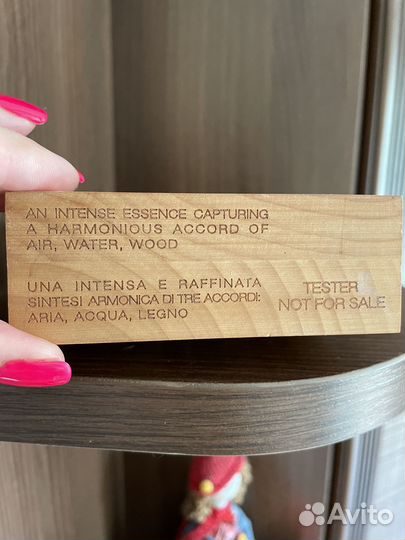 AN INTENSE ESSENCE CAPTURING
A HARMONIOUS ACCORD OF
AIR, WATER, WOOD
UNA INTENSA E RAFFINATA
SINTESI ARMONICA DI TRE ACCORDI:
ARIA, ACQUA, LEGNO
TESTER
NOT FOR SALE
Avito